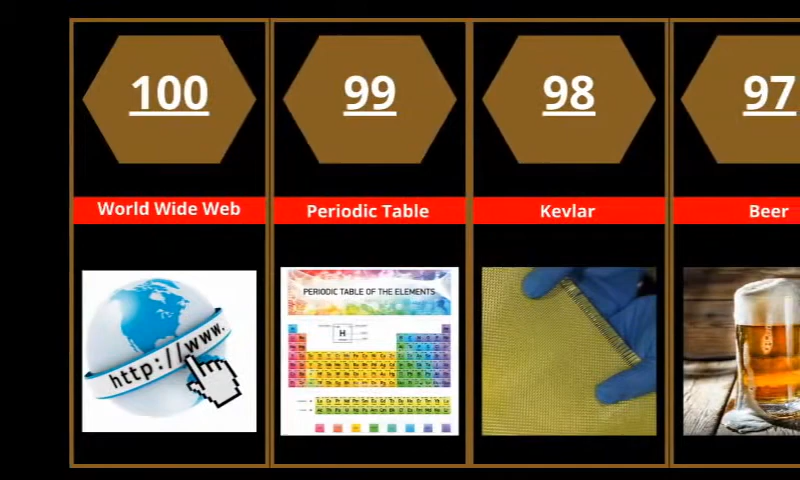 100
99
98
97
World Wide Web
Periodic Table
Kevlar
Beer
http://www.
PERIODIC TABLE OF THE ELEMENTS
H